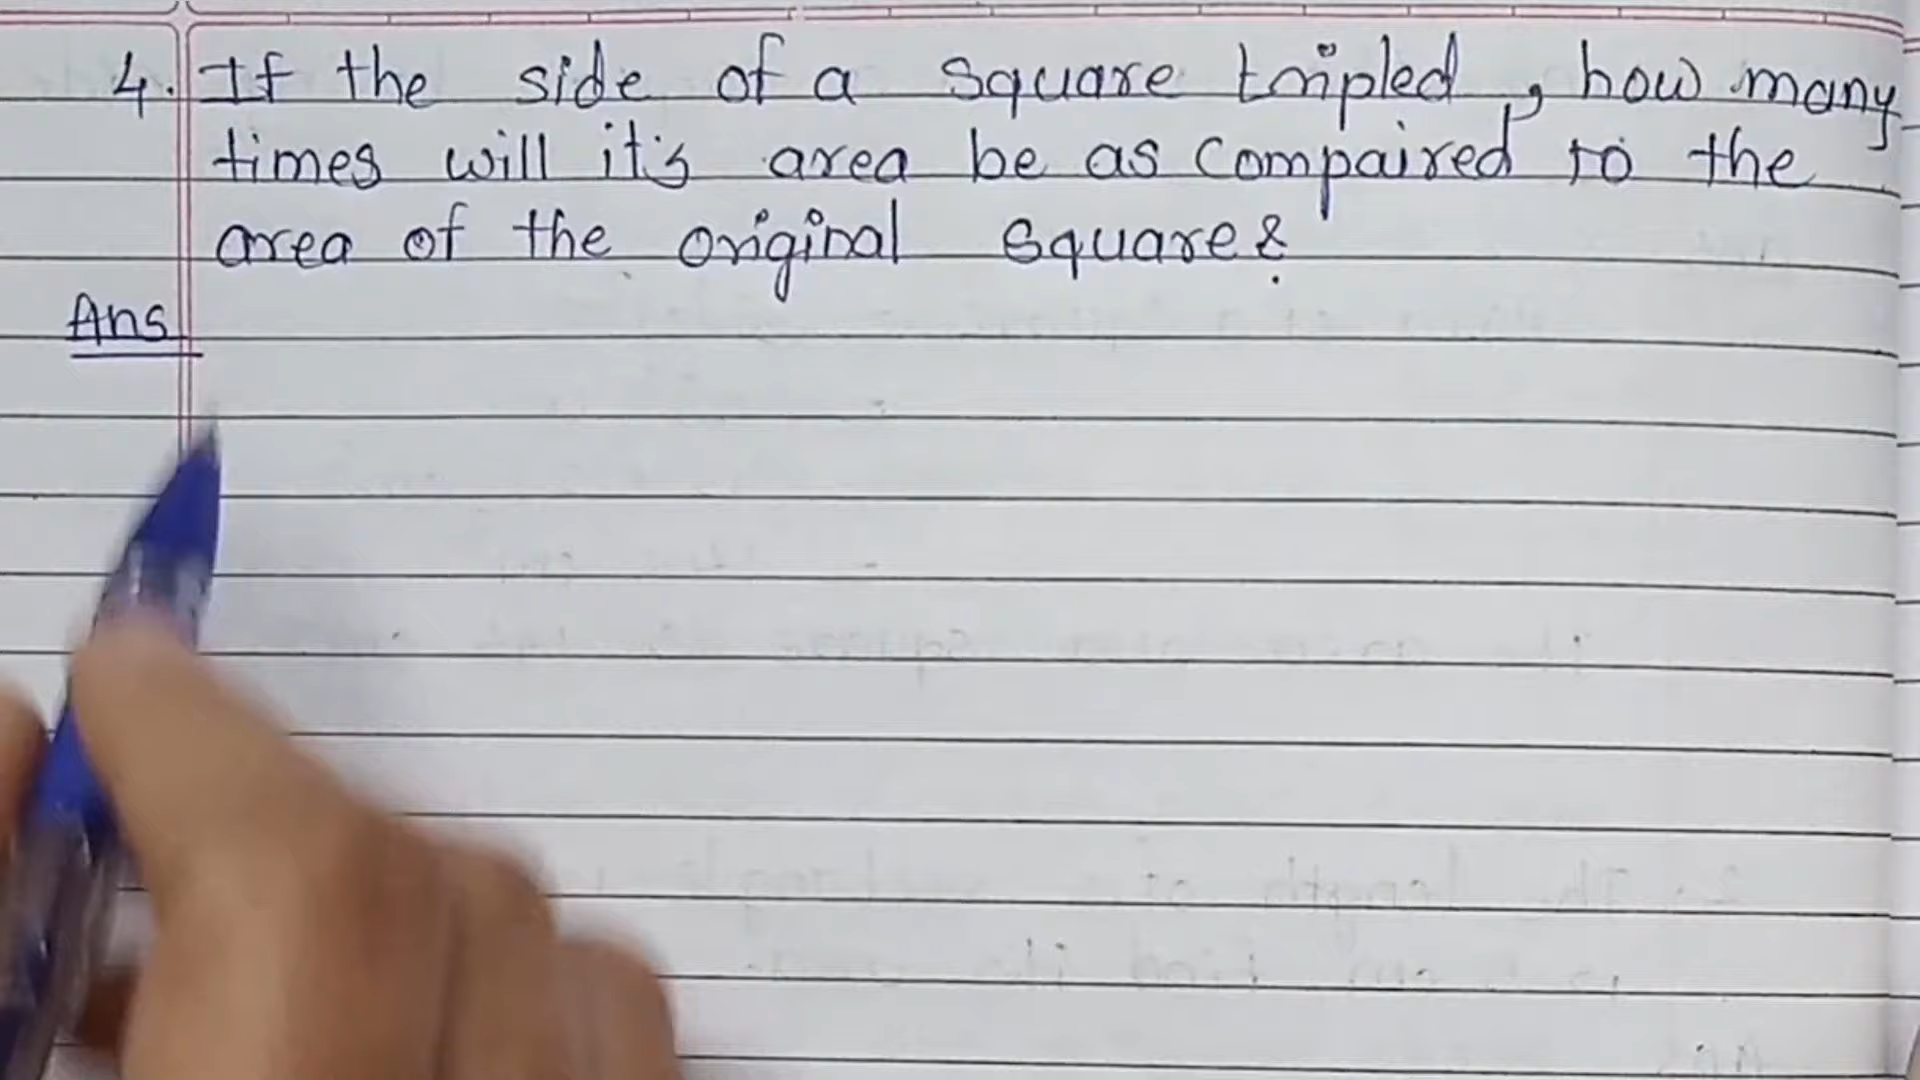 4. If the side of a square tripled, how many
times will it's area be as compaired to the
area of the original square?
Ans